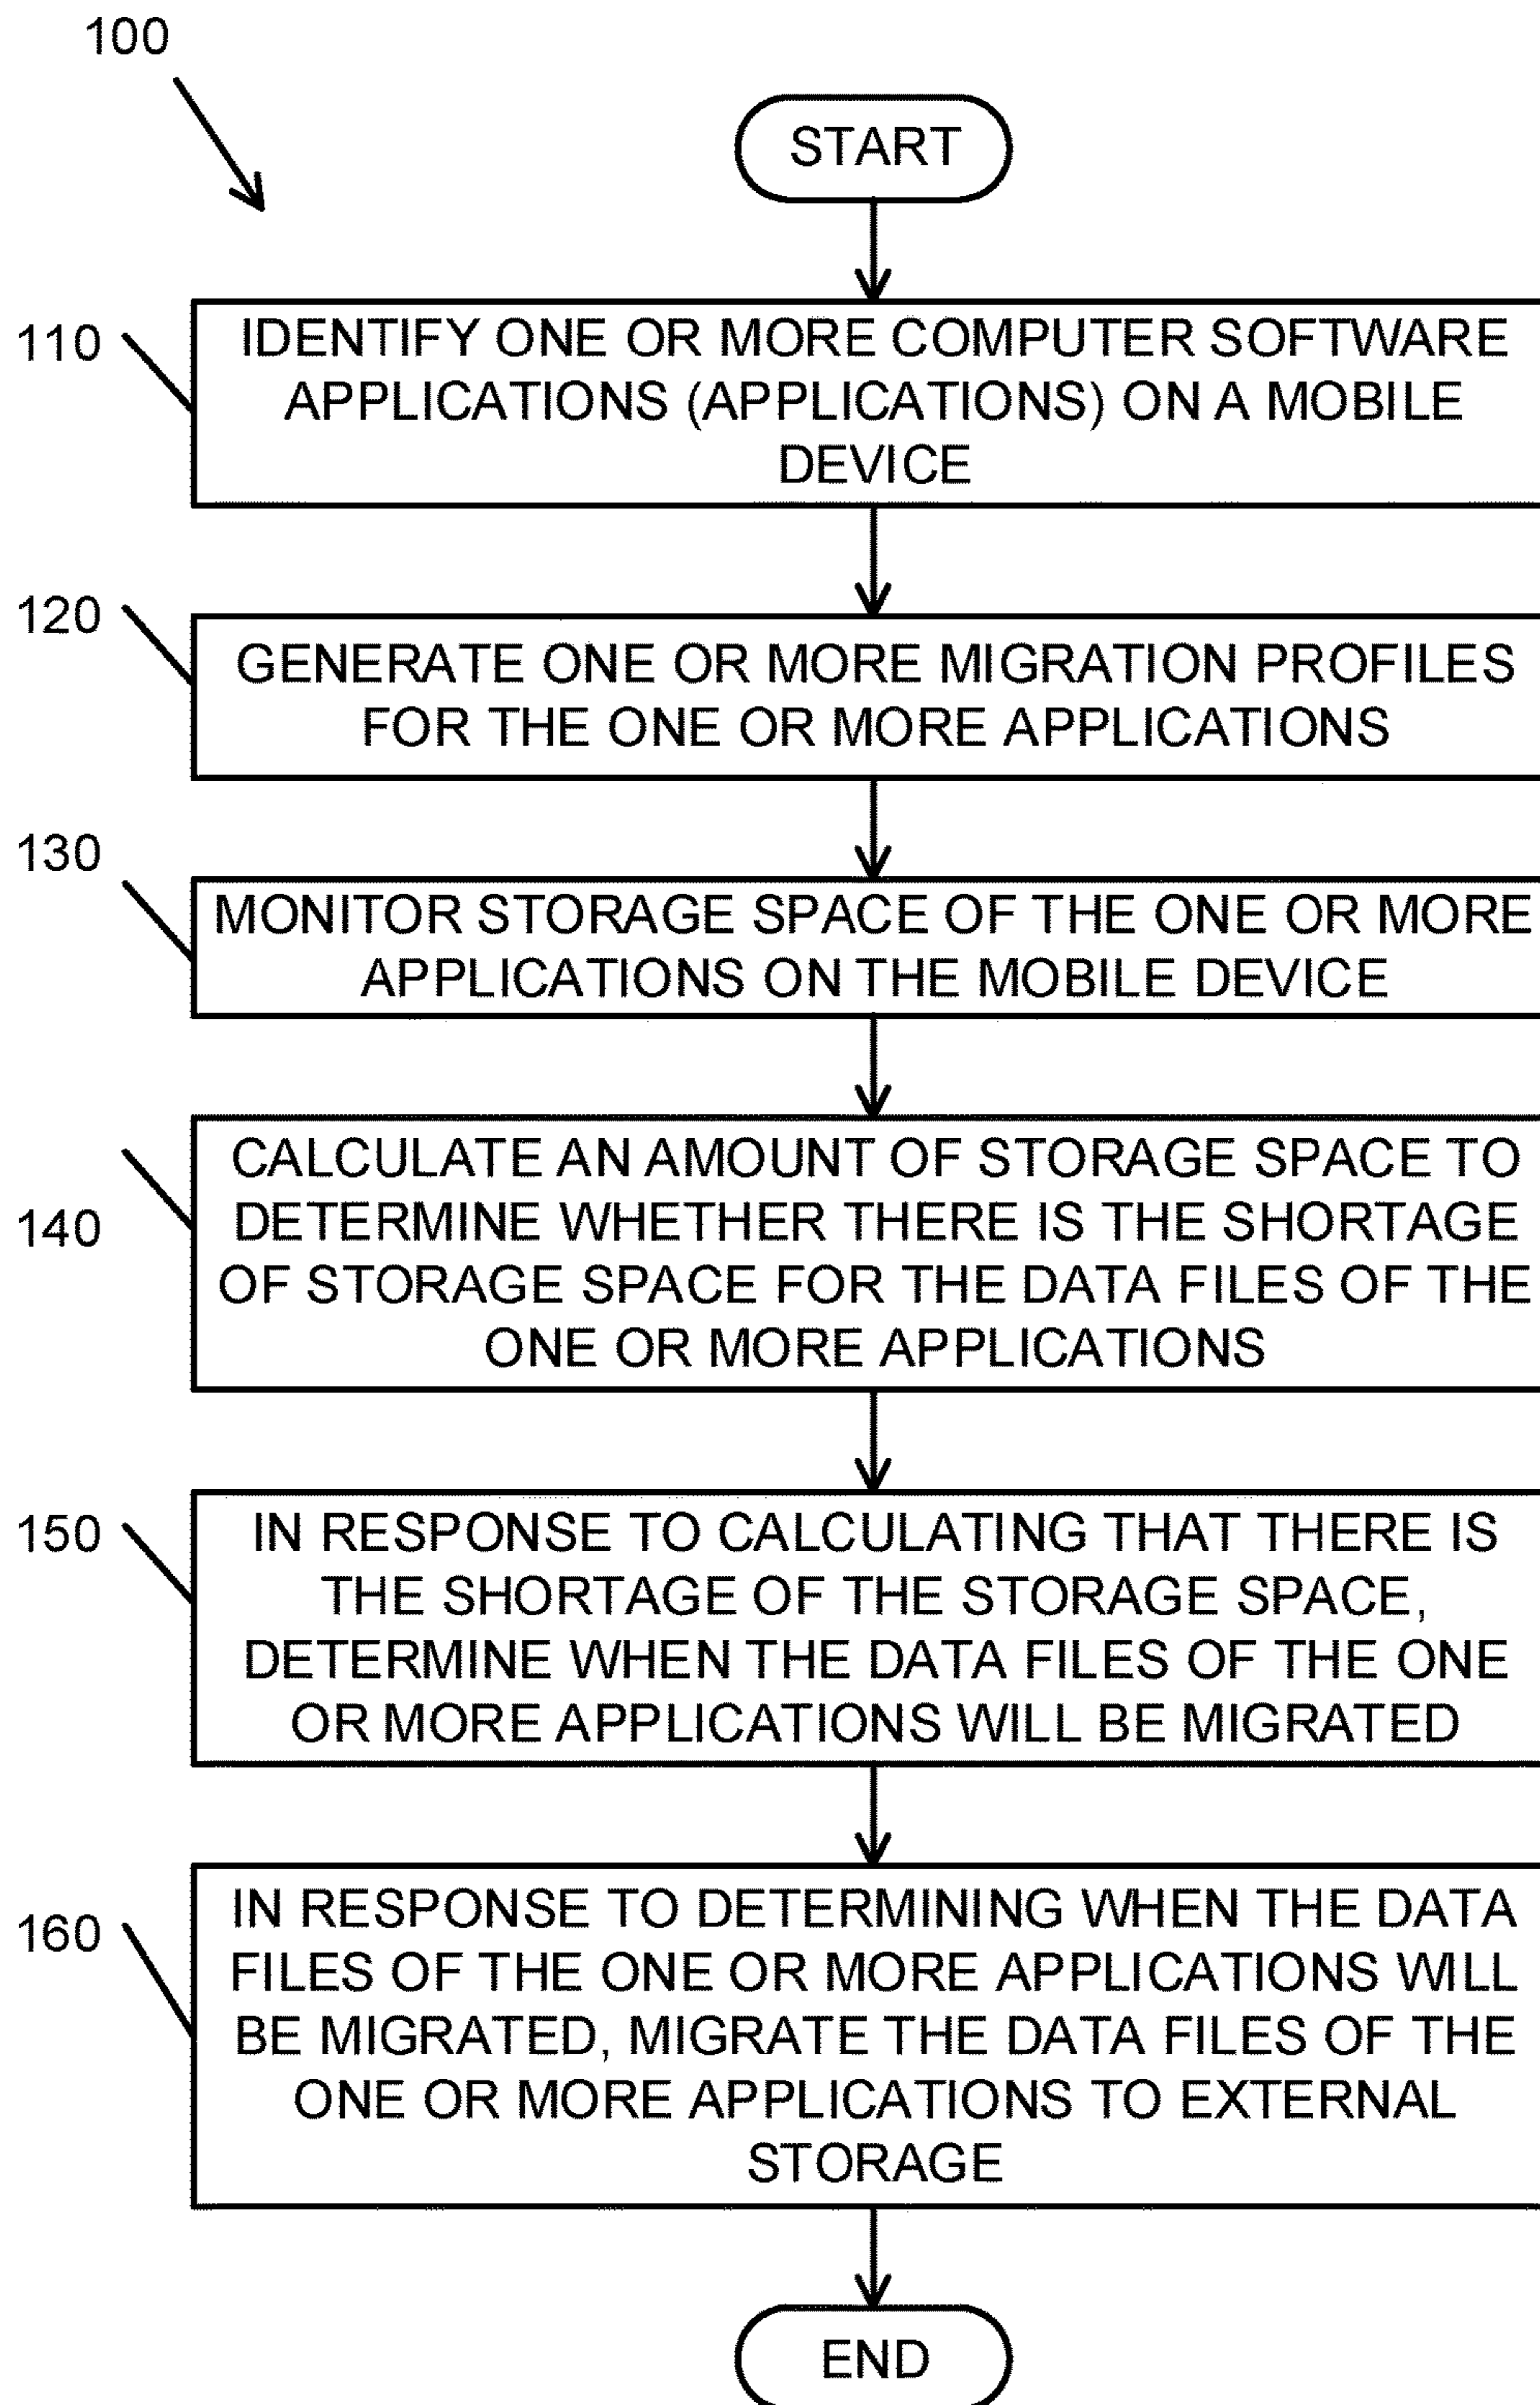 100
START
110
IDENTIFY ONE OR MORE COMPUTER SOFTWARE
APPLICATIONS (APPLICATIONS) ON A MOBILE
DEVICE
120
GENERATE ONE OR MORE MIGRATION PROFILES
FOR THE ONE OR MORE APPLICATIONS
130
MONITOR STORAGE SPACE OF THE ONE OR MORE
APPLICATIONS ON THE MOBILE DEVICE
140
CALCULATE AN AMOUNT OF STORAGE SPACE TO
DETERMINE WHETHER THERE IS THE SHORTAGE
OF STORAGE SPACE FOR THE DATA FILES OF THE
ONE OR MORE APPLICATIONS
150
IN RESPONSE TO CALCULATING THAT THERE IS
THE SHORTAGE OF THE STORAGE SPACE,
DETERMINE WHEN THE DATA FILES OF THE ONE
OR MORE APPLICATIONS WILL BE MIGRATED
160
IN RESPONSE TO DETERMINING WHEN THE DATA
FILES OF THE ONE OR MORE APPLICATIONS WILL
BE MIGRATED, MIGRATE THE DATA FILES OF THE
ONE OR MORE APPLICATIONS TO EXTERNAL
STORAGE
END